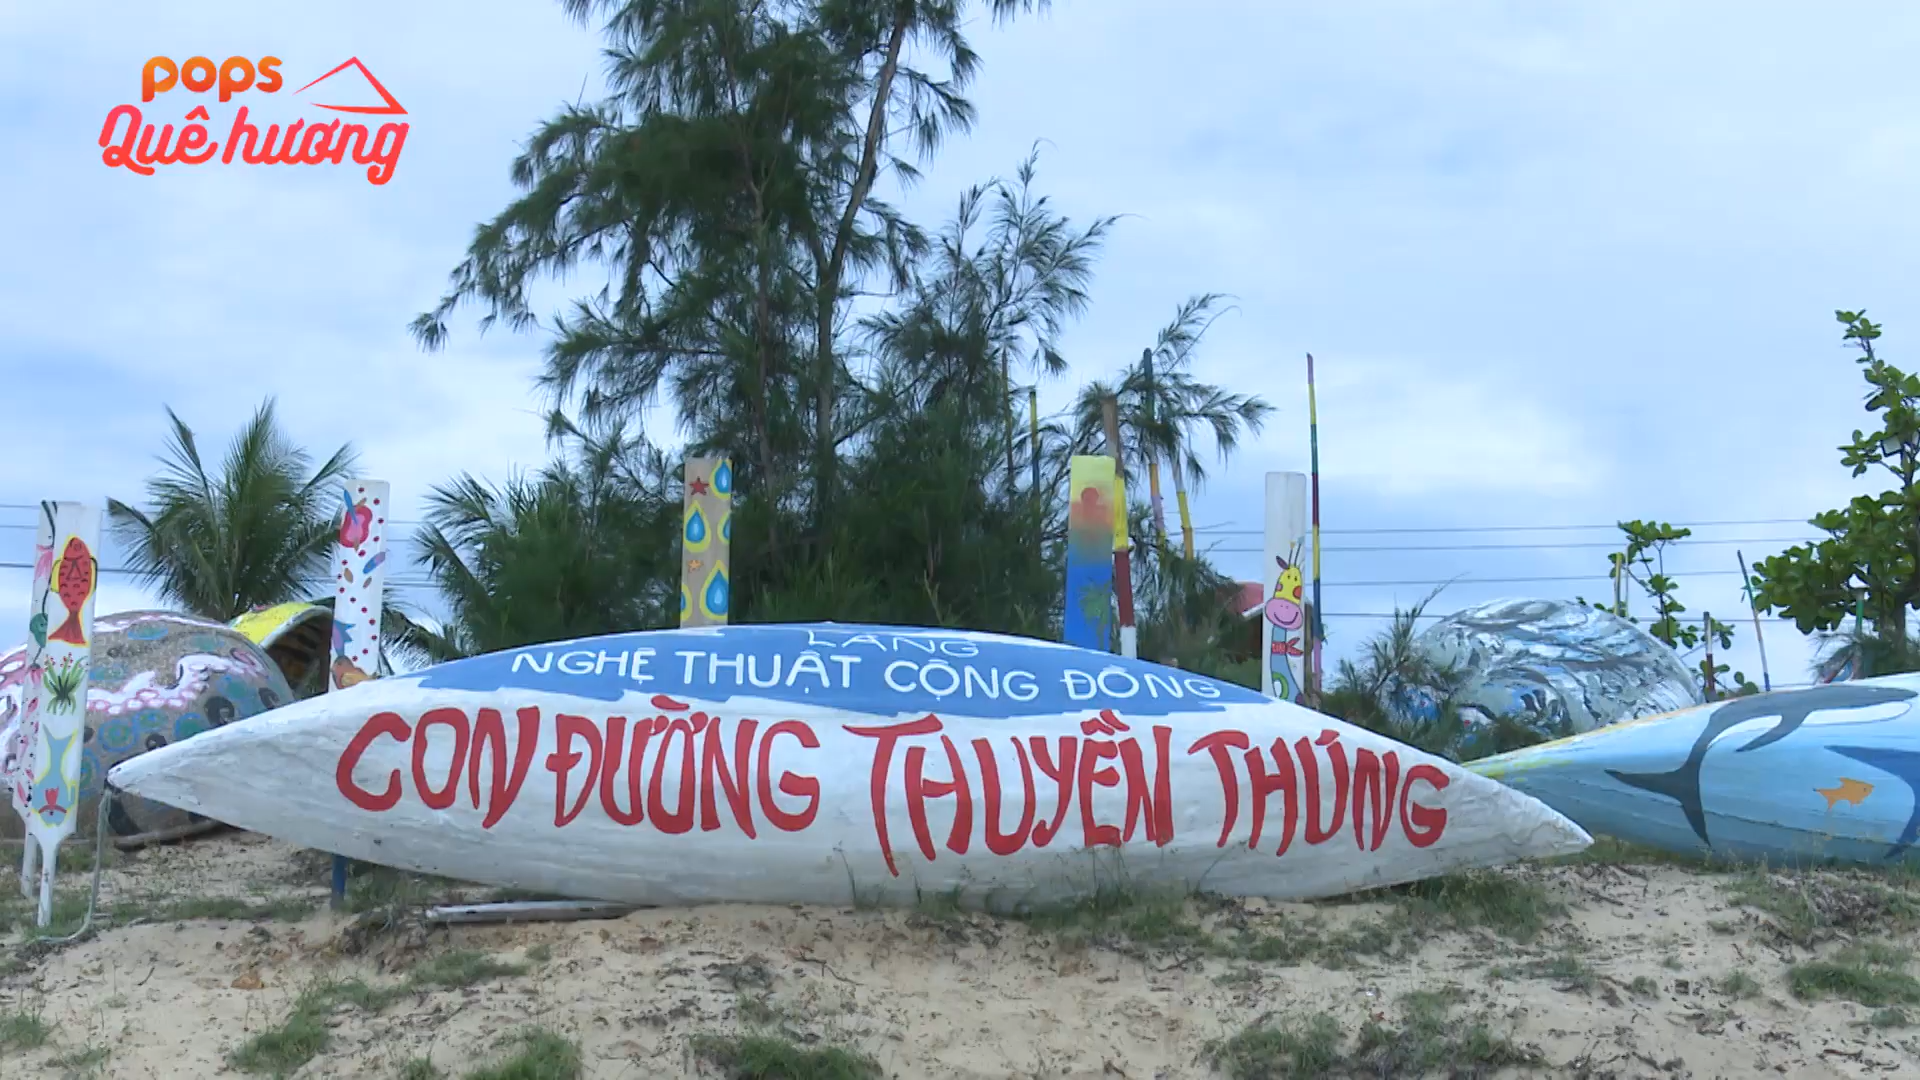 POPS
Quê hương
LÀNG
NGHỆ THUẬT CỘNG ĐỒNG
CON ĐƯỜNG THUYỀN THÚNG